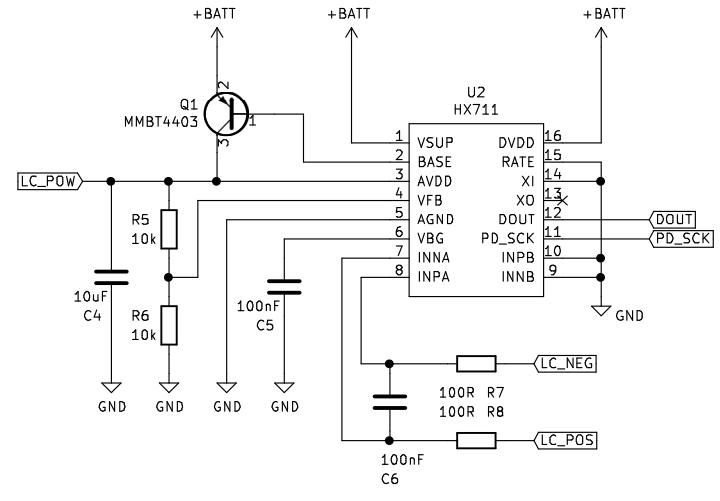 +BATT
+BATT
+BATT
U2
HX711
Q1
MMBT4403
2
1
3
LC_POW
1 VSUP DVDD 16
2 BASE RATE 15
3 AVDD XI 14
4 VFB XO 13
5 AGND DOUT 12
6 VBG PD_SCK 11
7 INNA INPB 10
8 INPA INNB 9
DOUT
PD_SCK
R5
10k
10uF
C4
R6
10k
100nF
C5
GND
GND
GND
GND
GND
LC_NEG
100R R7
100R R8
LC_POS
100nF
C6